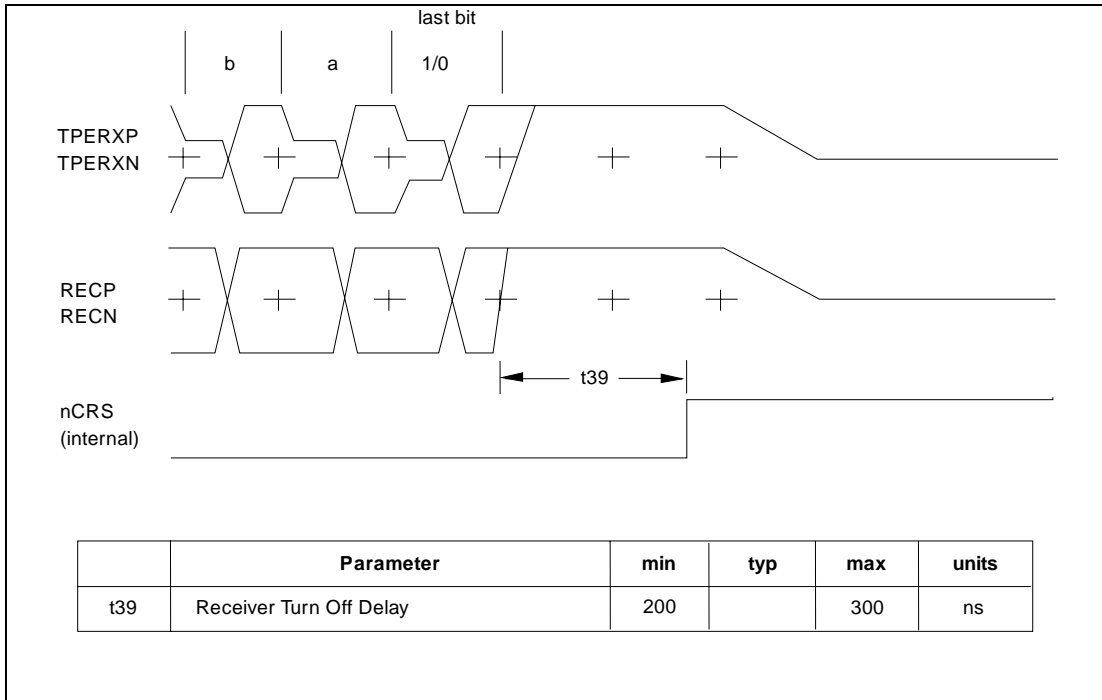 last bit
b a 1/0
TPERXP
TPERXN
RECP
RECN
t39
nCRS
(internal)
Parameter min typ max units
t39 Receiver Turn Off Delay 200 300 ns